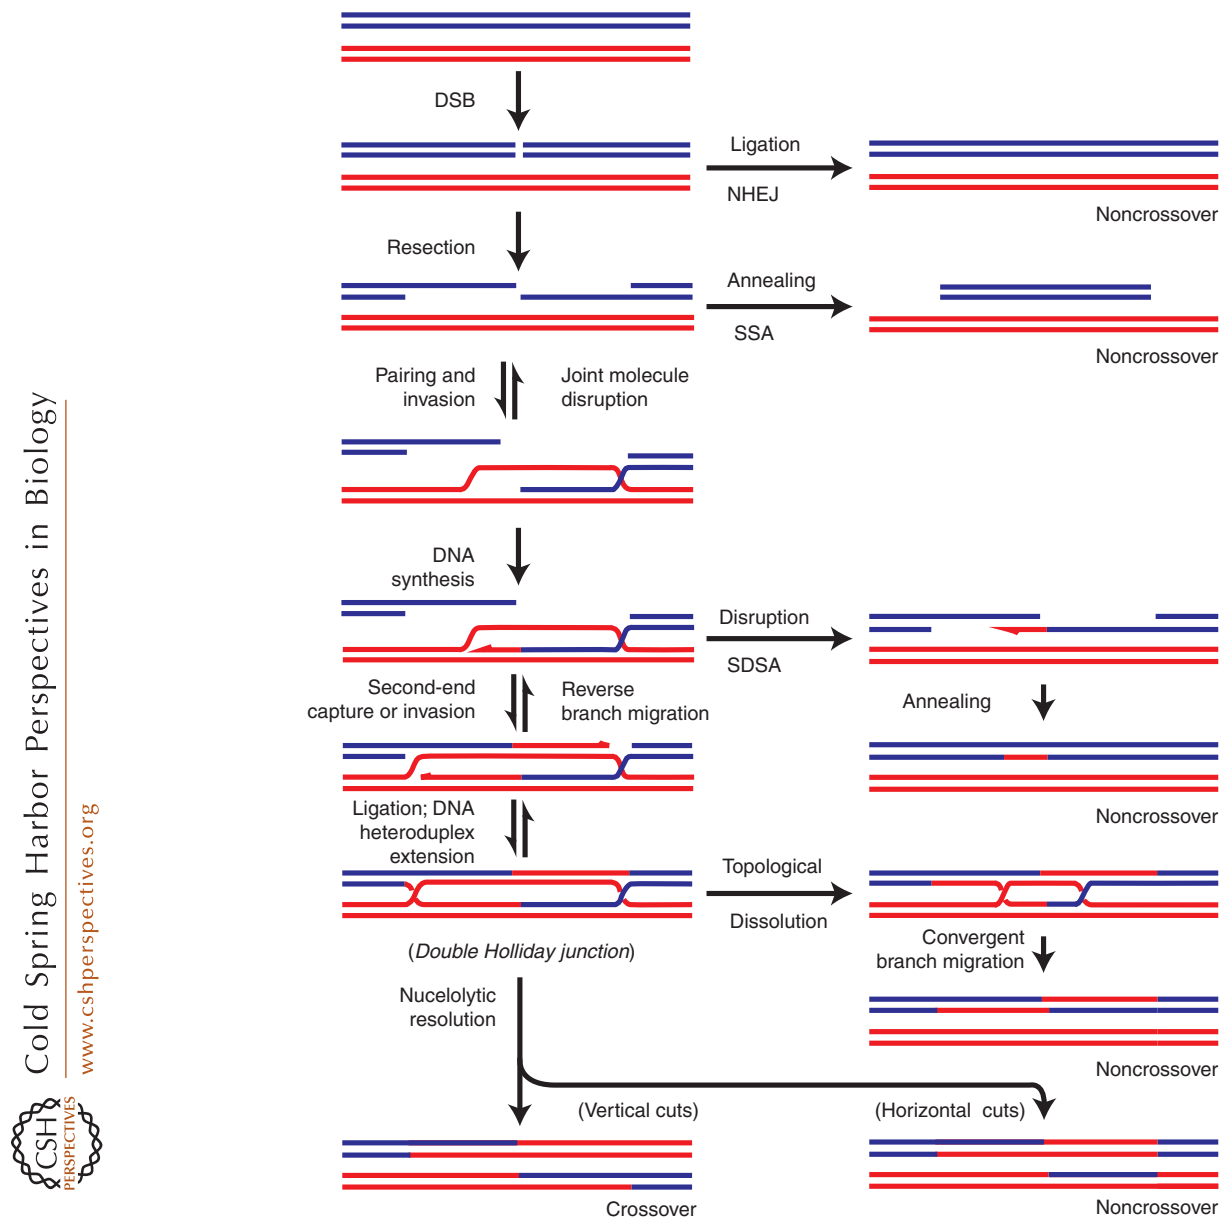 DSB
Ligation
NHEJ
Noncrossover
Resection
Annealing
SSA
Noncrossover
Pairing and
invasion
Joint molecule
disruption
DNA
synthesis
Disruption
SDSA
Second-end
capture or invasion
Reverse
branch migration
Annealing
Noncrossover
Ligation; DNA
heteroduplex
extension
Topological
Dissolution
(Double Holliday junction)
Convergent
branch migration
Nucelolytic
resolution
Noncrossover
(Vertical cuts)
(Horizontal cuts)
Crossover
Noncrossover
Cold Spring Harbor Perspectives in Biology
www.cshperspectives.org
CSH
PERSPECTIVES